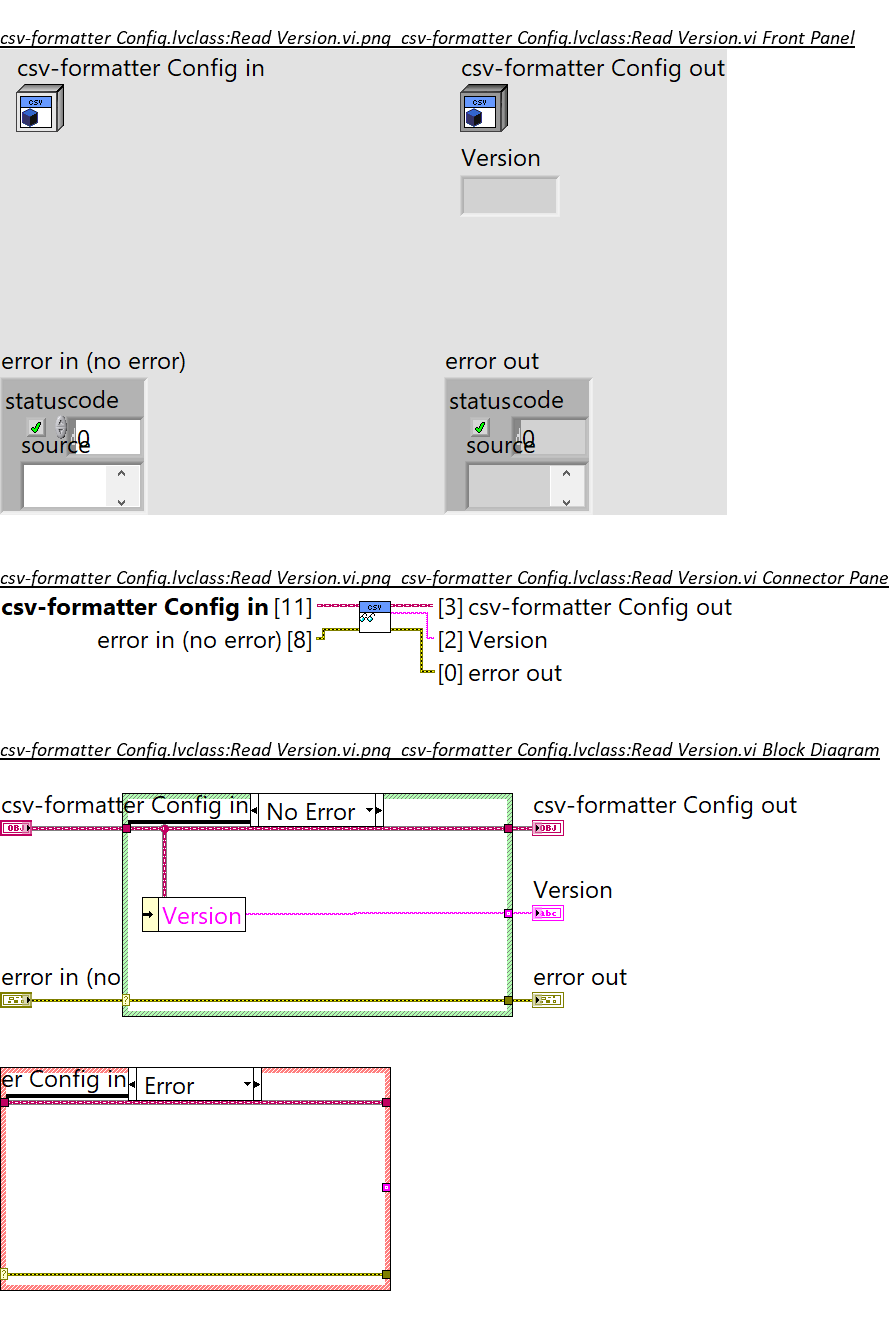 csv-formatter Config.lvclass:Read Version.vi.png csv-formatter Config.lvclass:Read Version.vi Front Panel
csv-formatter Config in
csv-formatter Config out
CSV
CSV
Version
error in (no error)
error out
status code
status code
0
0
source
source
csv-formatter Config.lvclass:Read Version.vi.png csv-formatter Config.lvclass:Read Version.vi Connector Pane
csv-formatter Config in [11]
CSV
[3] csv-formatter Config out
error in (no error) [8]
[2] Version
[0] error out
csv-formatter Config.lvclass:Read Version.vi.png csv-formatter Config.lvclass:Read Version.vi Block Diagram
csv-formatter Config in
No Error
csv-formatter Config out
OBJ
OBJ
Version
Version
Abc
error in (no
?
error out
er Config in
Error
?